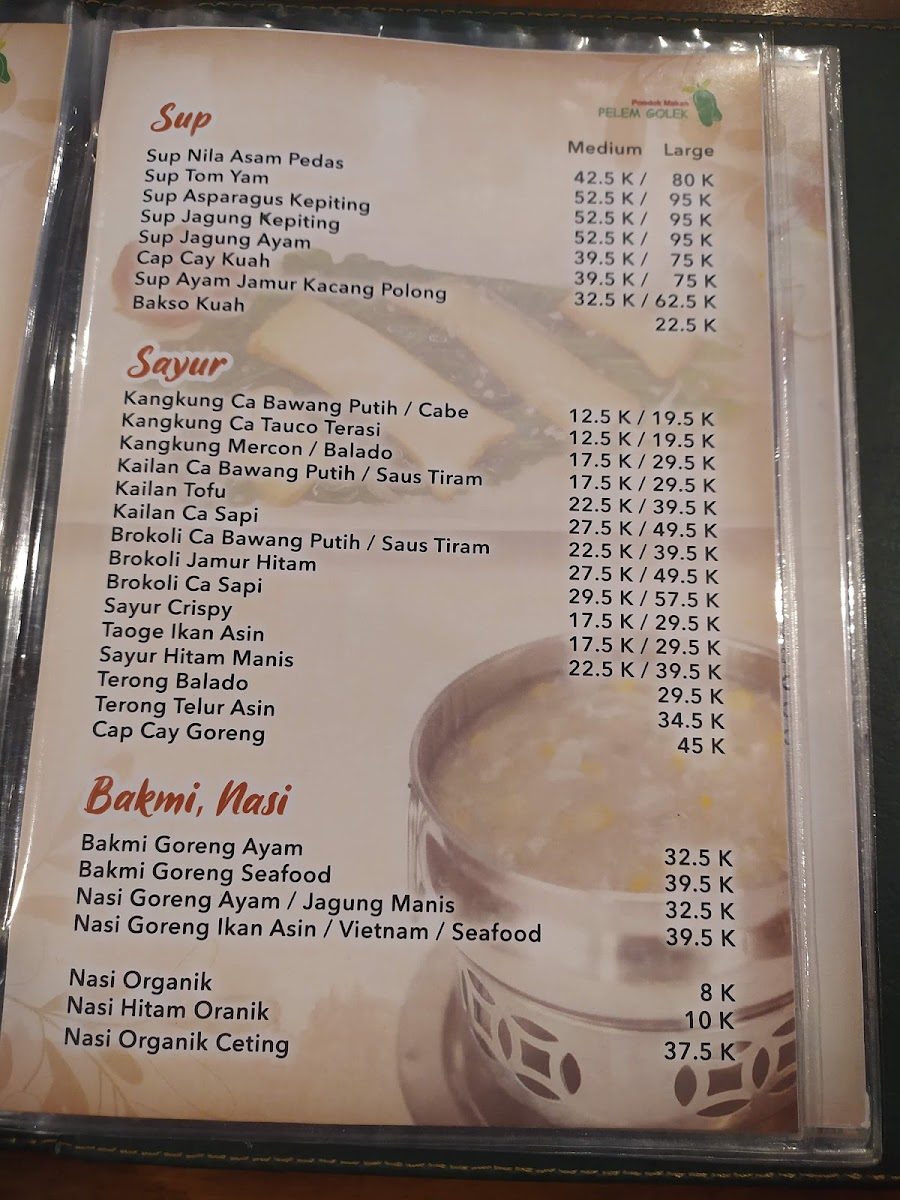 Pondok Makan
PELEM GOLEK
Sup
Medium Large
Sup Nila Asam Pedas 42.5 K / 80 K
Sup Tom Yam 52.5 K / 95 K
Sup Asparagus Kepiting 52.5 K / 95 K
Sup Jagung Kepiting 52.5 K / 95 K
Sup Jagung Ayam 39.5 K / 75 K
Cap Cay Kuah 39.5 K / 75 K
Sup Ayam Jamur Kacang Polong 32.5 K / 62.5 K
Bakso Kuah 22.5 K
Sayur
Kangkung Ca Bawang Putih / Cabe 12.5 K / 19.5 K
Kangkung Ca Tauco Terasi 12.5 K / 19.5 K
Kangkung Mercon / Balado 17.5 K / 29.5 K
Kailan Ca Bawang Putih / Saus Tiram 17.5 K / 29.5 K
Kailan Tofu 22.5 K / 39.5 K
Kailan Ca Sapi 27.5 K / 49.5 K
Brokoli Ca Bawang Putih / Saus Tiram 22.5 K / 39.5 K
Brokoli Jamur Hitam 27.5 K / 49.5 K
Brokoli Ca Sapi 29.5 K / 57.5 K
Sayur Crispy 17.5 K / 29.5 K
Taoge Ikan Asin 17.5 K / 29.5 K
Sayur Hitam Manis 22.5 K / 39.5 K
Terong Balado 29.5 K
Terong Telur Asin 34.5 K
Cap Cay Goreng 45 K
Bakmi, Nasi
Bakmi Goreng Ayam 32.5 K
Bakmi Goreng Seafood 39.5 K
Nasi Goreng Ayam / Jagung Manis 32.5 K
Nasi Goreng Ikan Asin / Vietnam / Seafood 39.5 K
Nasi Organik 8 K
Nasi Hitam Oranik 10 K
Nasi Organik Ceting 37.5 K